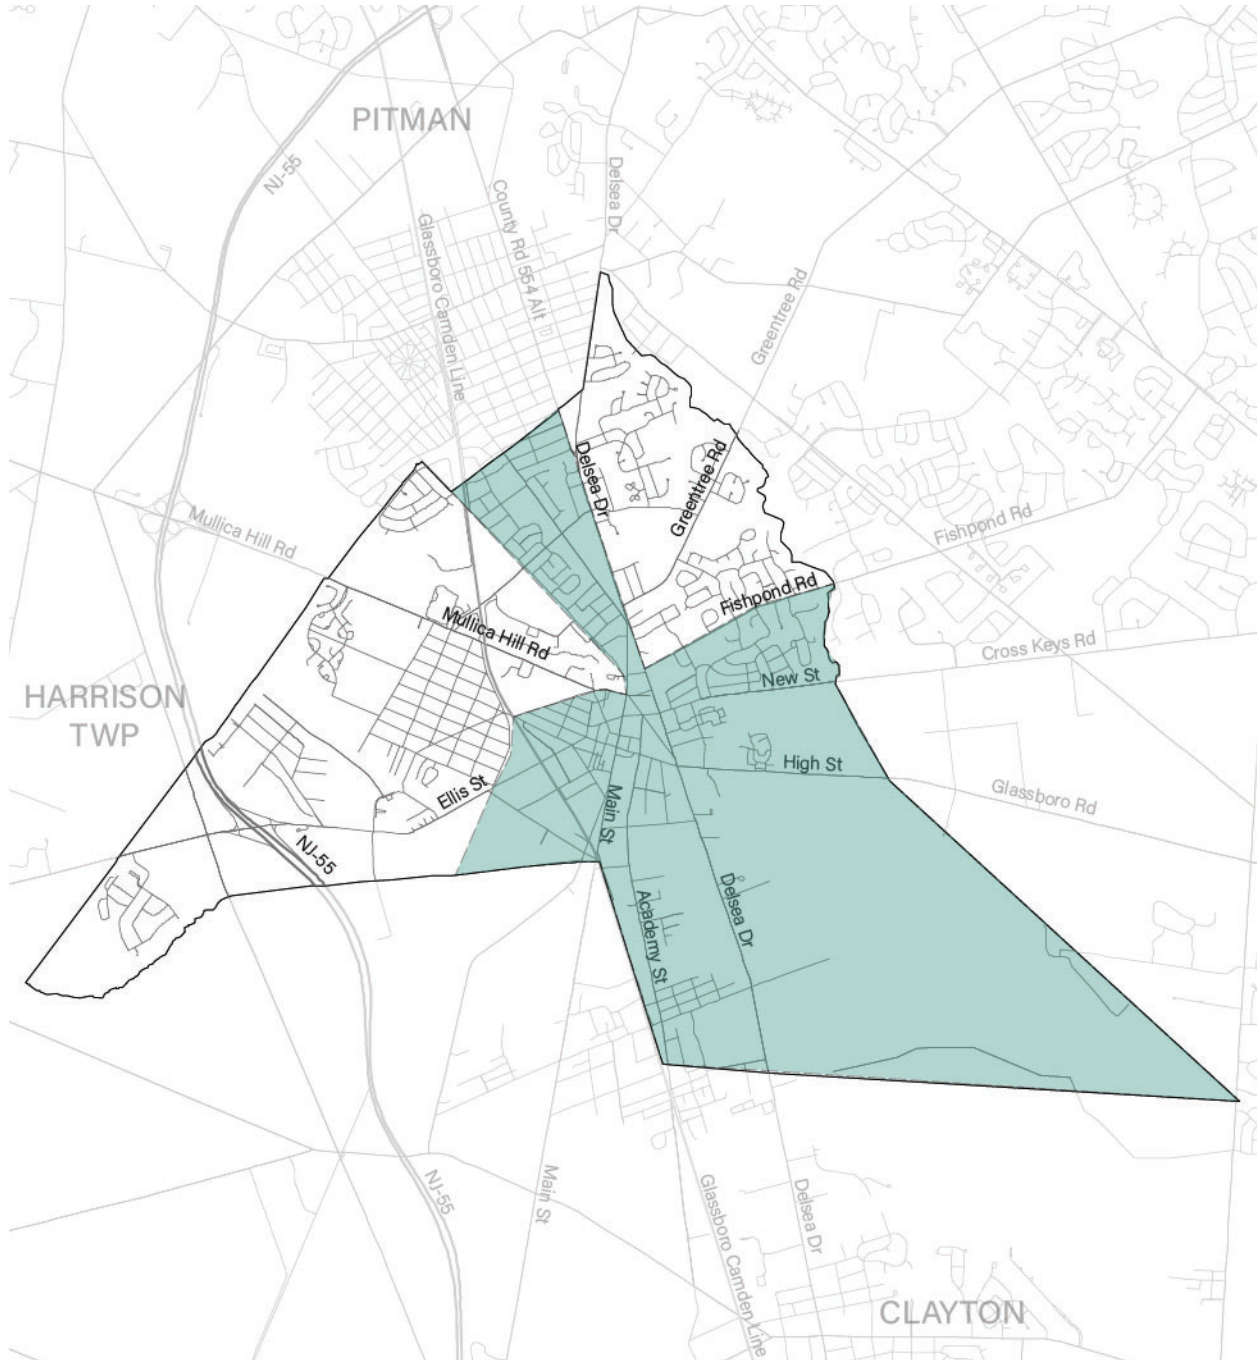 PITMAN
NJ-55
Delsea Dr
County Rd 554 Alt
Glassboro Camden Line
Greentree Rd
Delsea Dr
Greentree Rd
Mullica Hill Rd
Fishpond Rd
Fishpond Rd
Mullica Hill Rd
Cross Keys Rd
New St
HARRISON
TWP
High St
Ellis St
Glassboro Rd
Main St
NJ-55
Academy St
Delsea Dr
NJ-55
Main St
Glassboro Camden Line
Delsea Dr
CLAYTON